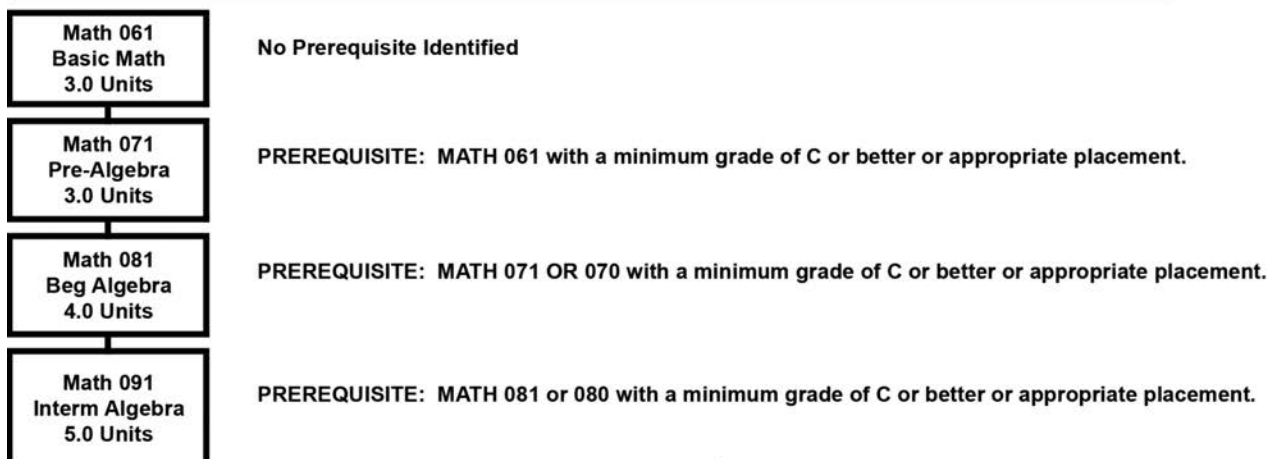 Math 061
Basic Math
3.0 Units
No Prerequisite Identified
Math 071
Pre-Algebra
3.0 Units
PREREQUISITE: MATH 061 with a minimum grade of C or better or appropriate placement.
Math 081
Beg Algebra
4.0 Units
PREREQUISITE: MATH 071 OR 070 with a minimum grade of C or better or appropriate placement.
Math 091
Interm Algebra
5.0 Units
PREREQUISITE: MATH 081 or 080 with a minimum grade of C or better or appropriate placement.